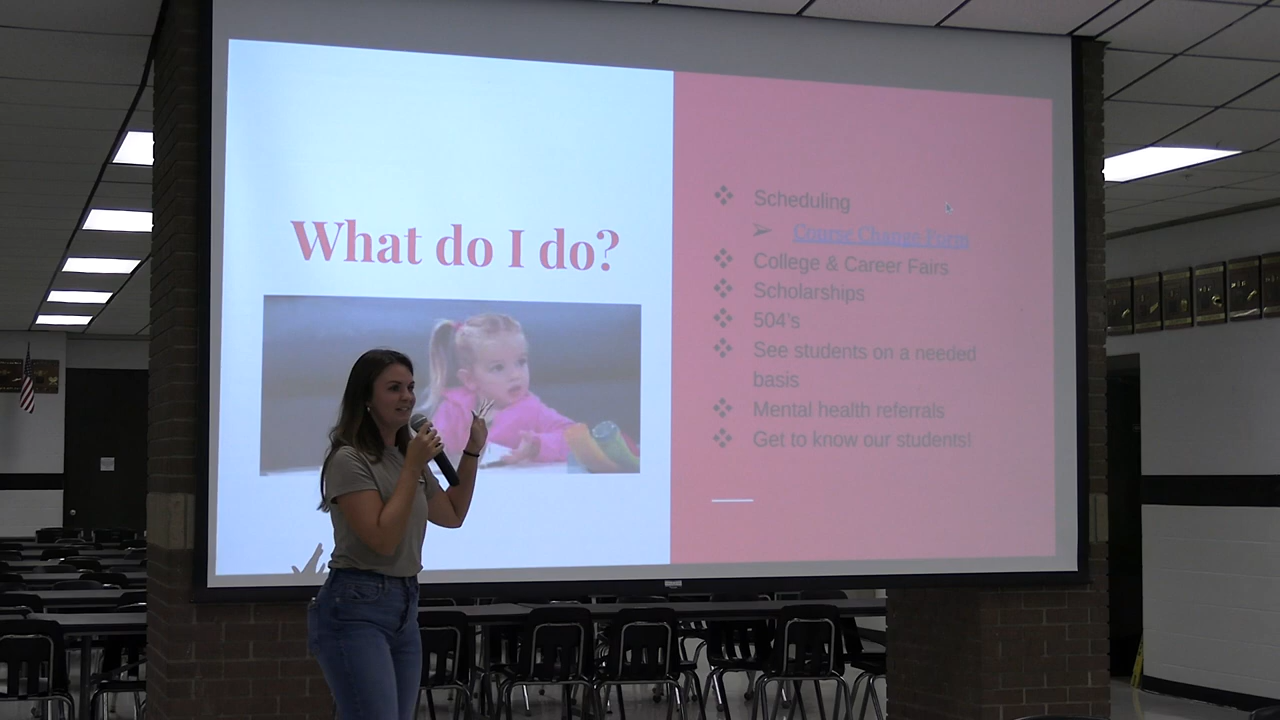 What do I do?
Scheduling
Course Change Form
College & Career Fairs
Scholarships
504's
See students on a needed
basis
Mental health referrals
Get to know our students!